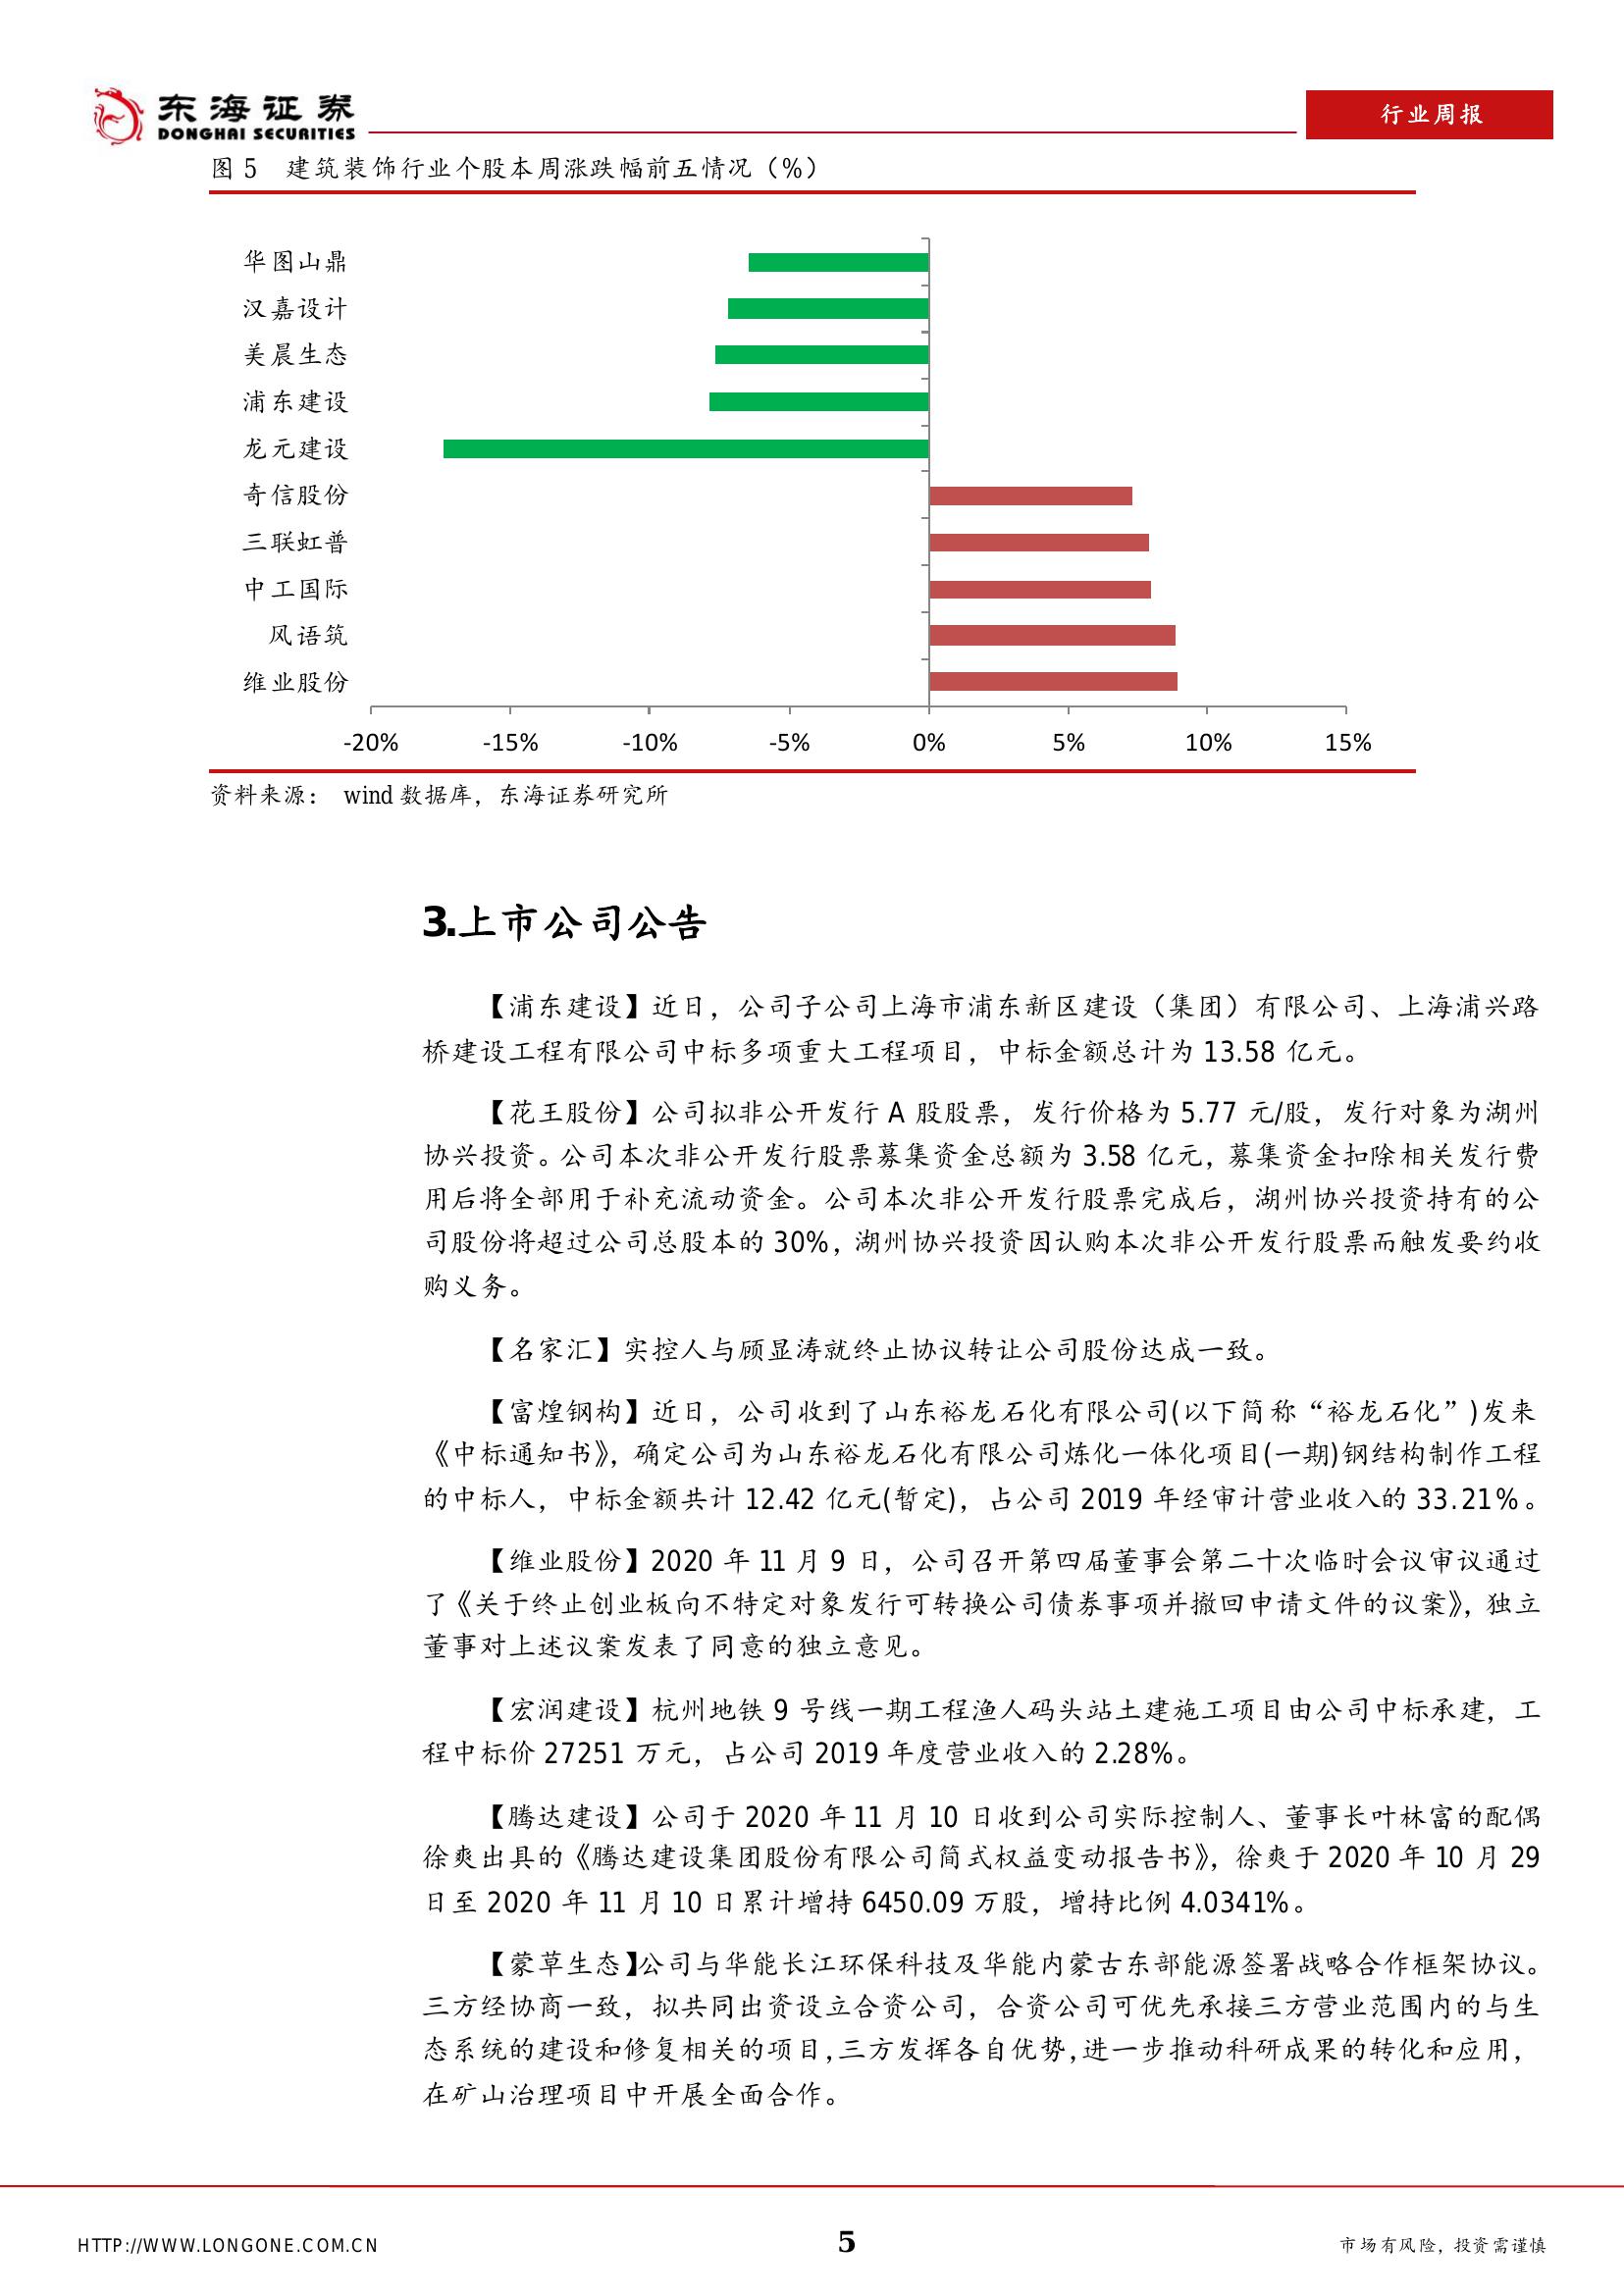 东海证券
DONGHAI SECURITIES
行业周报
图 5 建筑装饰行业个股本周涨跌幅前五情况（%）
华图山鼎
汉嘉设计
美晨生态
浦东建设
龙元建设
奇信股份
三联虹普
中工国际
风语筑
维业股份
-20% -15% -10% -5% 0% 5% 10% 15%
资料来源： wind 数据库，东海证券研究所
3.上市公司公告
【浦东建设】近日，公司子公司上海市浦东新区建设（集团）有限公司、上海浦兴路
桥建设工程有限公司中标多项重大工程项目，中标金额总计为 13.58 亿元。
【花王股份】公司拟非公开发行 A 股股票，发行价格为 5.77 元/股，发行对象为湖州
协兴投资。公司本次非公开发行股票募集资金总额为 3.58 亿元，募集资金扣除相关发行费
用后将全部用于补充流动资金。公司本次非公开发行股票完成后，湖州协兴投资持有的公
司股份将超过公司总股本的 30%，湖州协兴投资因认购本次非公开发行股票而触发要约收
购义务。
【名家汇】实控人与顾显涛就终止协议转让公司股份达成一致。
【富煌钢构】近日，公司收到了山东裕龙石化有限公司(以下简称“裕龙石化”)发来
《中标通知书》，确定公司为山东裕龙石化有限公司炼化一体化项目(一期)钢结构制作工程
的中标人，中标金额共计 12.42 亿元(暂定)，占公司 2019 年经审计营业收入的 33.21%。
【维业股份】2020 年 11 月 9 日，公司召开第四届董事会第二十次临时会议审议通过
了《关于终止创业板向不特定对象发行可转换公司债券事项并撤回申请文件的议案》，独立
董事对上述议案发表了同意的独立意见。
【宏润建设】杭州地铁 9 号线一期工程渔人码头站土建施工项目由公司中标承建，工
程中标价 27251 万元，占公司 2019 年度营业收入的 2.28%。
【腾达建设】公司于 2020 年 11 月 10 日收到公司实际控制人、董事长叶林富的配偶
徐爽出具的《腾达建设集团股份有限公司简式权益变动报告书》，徐爽于 2020 年 10 月 29
日至 2020 年 11 月 10 日累计增持 6450.09 万股，增持比例 4.0341%。
【蒙草生态】公司与华能长江环保科技及华能内蒙古东部能源签署战略合作框架协议。
三方经协商一致，拟共同出资设立合资公司，合资公司可优先承接三方营业范围内的与生
态系统的建设和修复相关的项目,三方发挥各自优势,进一步推动科研成果的转化和应用，
在矿山治理项目中开展全面合作。
HTTP://WWW.LONGONE.COM.CN 5 市场有风险，投资需谨慎